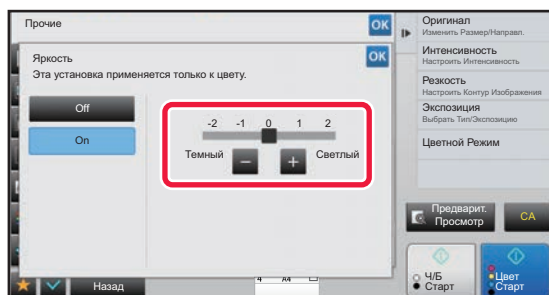 Прочие
OK
Яркость
OK
Эта установка применяется только к цвету.
Off
On
-2 -1 0 1 2
Темный
Светлый
Назад
4 A4
Оригинал
Изменить Размер/Направл.
Интенсивность
Настроить Интенсивность
Резкость
Настроить Контур Изображения
Экспозиция
Выбрать Тип/Экспозицию
Цветной Режим
Предварит.
Просмотр
CA
Ч/Б
Старт
Цвет
Старт